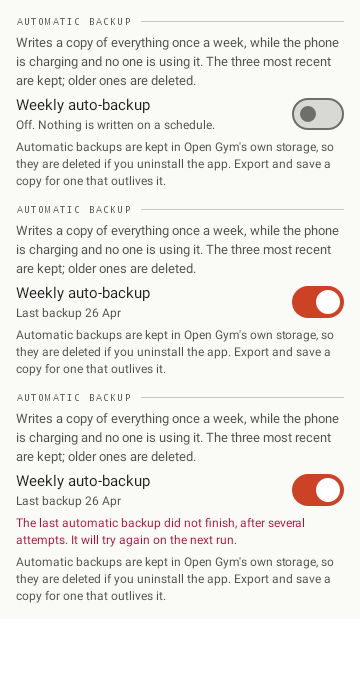 AUTOMATIC BACKUP
Writes a copy of everything once a week, while the phone
is charging and no one is using it. The three most recent
are kept; older ones are deleted.
Weekly auto-backup
Off. Nothing is written on a schedule.
Automatic backups are kept in Open Gym's own storage, so
they are deleted if you uninstall the app. Export and save a
copy for one that outlives it.
AUTOMATIC BACKUP
Writes a copy of everything once a week, while the phone
is charging and no one is using it. The three most recent
are kept; older ones are deleted.
Weekly auto-backup
Last backup 26 Apr
Automatic backups are kept in Open Gym's own storage, so
they are deleted if you uninstall the app. Export and save a
copy for one that outlives it.
AUTOMATIC BACKUP
Writes a copy of everything once a week, while the phone
is charging and no one is using it. The three most recent
are kept; older ones are deleted.
Weekly auto-backup
Last backup 26 Apr
The last automatic backup did not finish, after several
attempts. It will try again on the next run.
Automatic backups are kept in Open Gym's own storage, so
they are deleted if you uninstall the app. Export and save a
copy for one that outlives it.